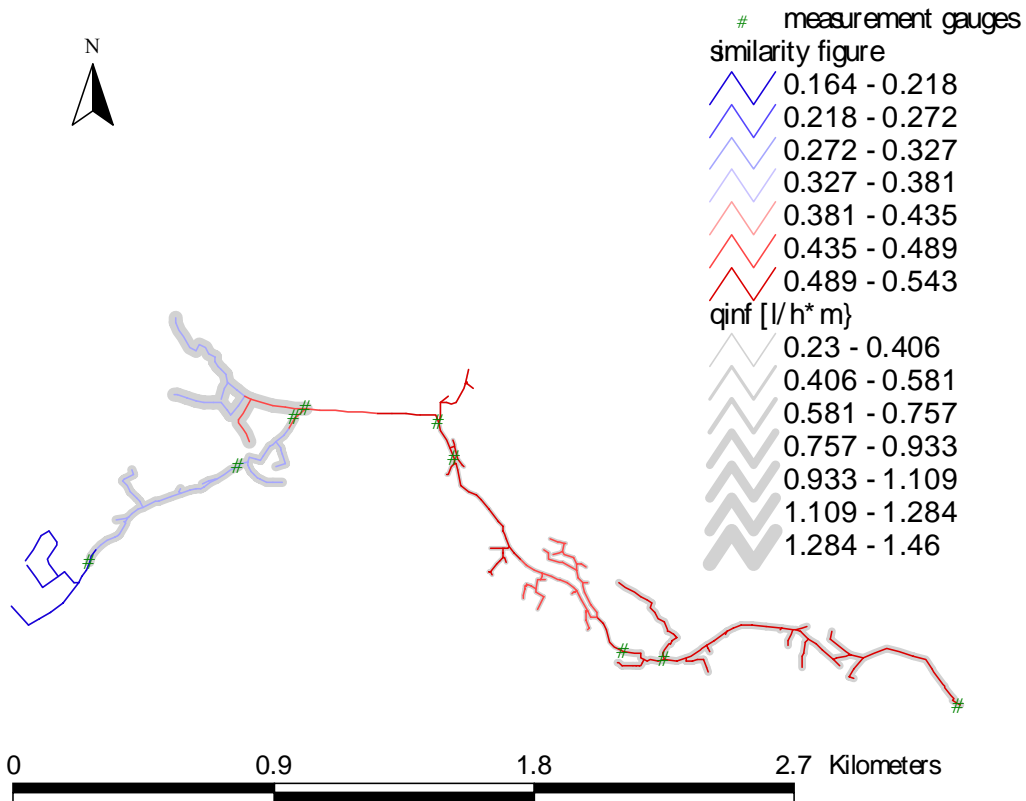 N
# measurement gauges
similarity figure
0.164 - 0.218
0.218 - 0.272
0.272 - 0.327
0.327 - 0.381
0.381 - 0.435
0.435 - 0.489
0.489 - 0.543
qinf [l/h*m}
0.23 - 0.406
0.406 - 0.581
0.581 - 0.757
0.757 - 0.933
0.933 - 1.109
1.109 - 1.284
1.284 - 1.46
0 0.9 1.8 2.7 Kilometers